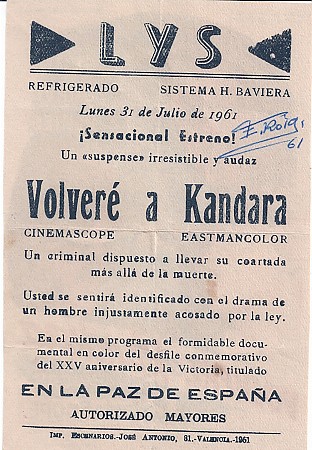 LYS
REFRIGERADO SISTEMA H. BAVIERA
Lunes 31 de Julio de 1961
¡Sensacional Estreno!
E. Roig
61
Un «suspense» irresistible y audaz
Volveré a Kandara
CINEMASCOPE EASTMANCOLOR
Un criminal dispuesto a llevar su coartada
más allá de la muerte.
Usted se sentirá identificado con el drama de
un hombre injustamente acosado por la ley.
En el mismo programa el formidable docu-
mental en color del desfile conmemorativo
del XXV aniversario de la Victoria, titulado
EN LA PAZ DE ESPAÑA
AUTORIZADO MAYORES
Imp. Escenarios.-José Antonio, 81.-Valencia.-1961